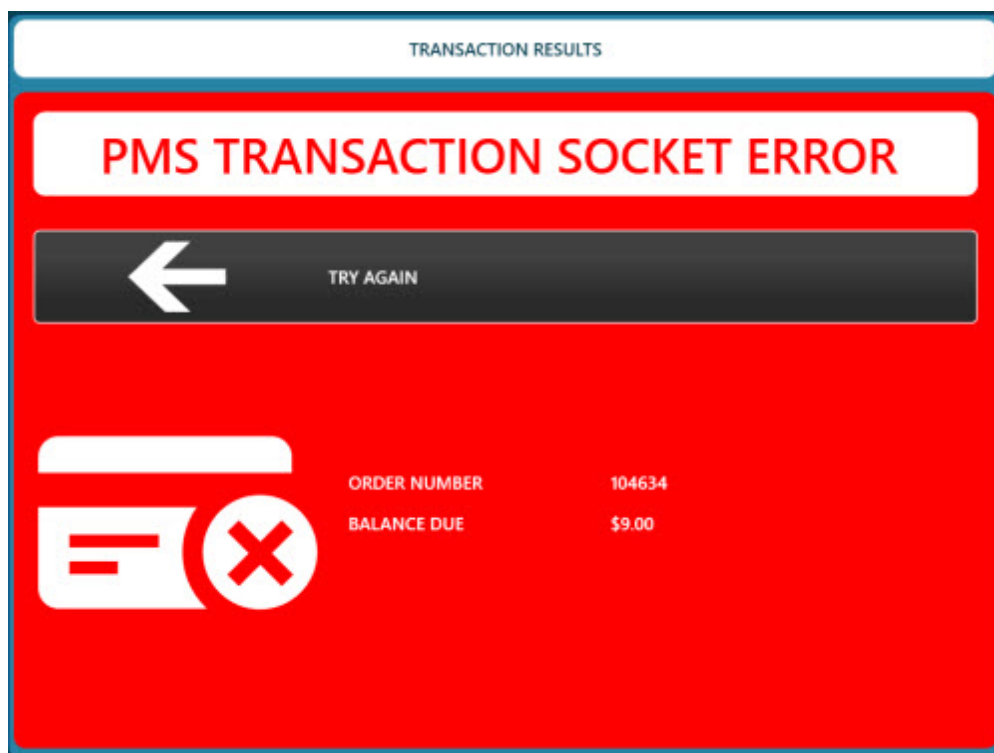 TRANSACTION RESULTS
PMS TRANSACTION SOCKET ERROR
TRY AGAIN
ORDER NUMBER 104634
BALANCE DUE $9.00